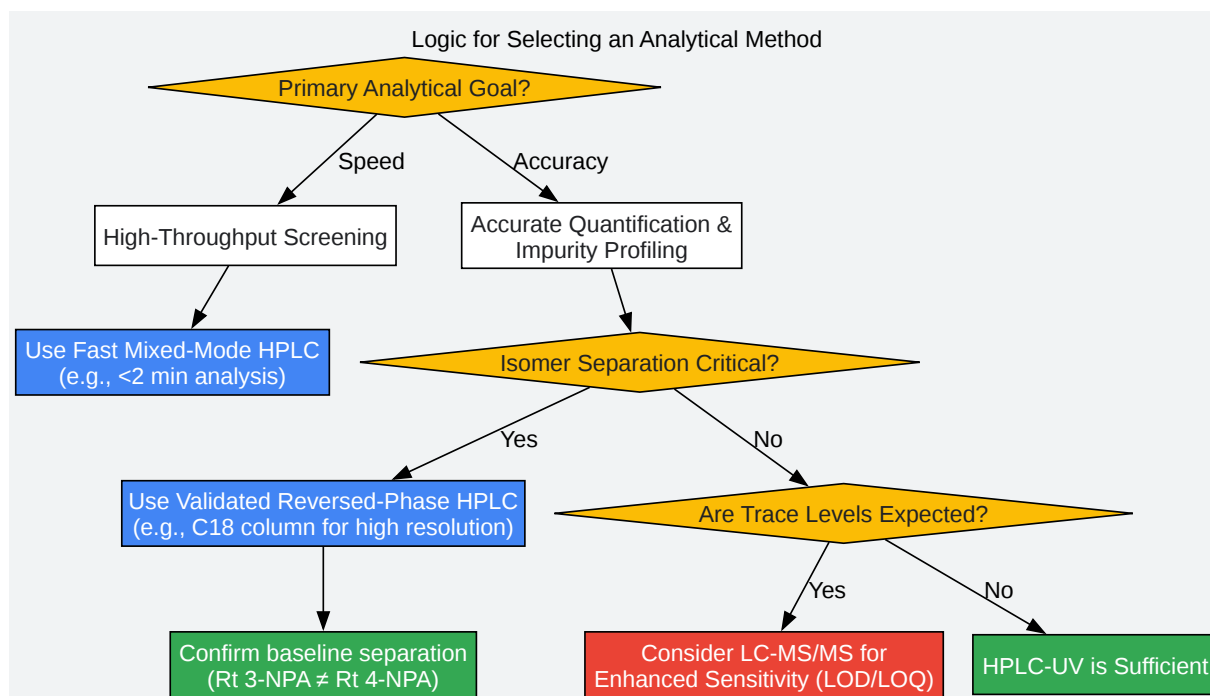 Logic for Selecting an Analytical Method
Primary Analytical Goal?
Speed
Accuracy
High-Throughput Screening
Accurate Quantification &
Impurity Profiling
Use Fast Mixed-Mode HPLC
(e.g., <2 min analysis)
Isomer Separation Critical?
Yes
No
Use Validated Reversed-Phase HPLC
(e.g., C18 column for high resolution)
Are Trace Levels Expected?
Yes
No
Confirm baseline separation
(Rt 3-NPA ≠ Rt 4-NPA)
Consider LC-MS/MS for
Enhanced Sensitivity (LOD/LOQ)
HPLC-UV is Sufficient